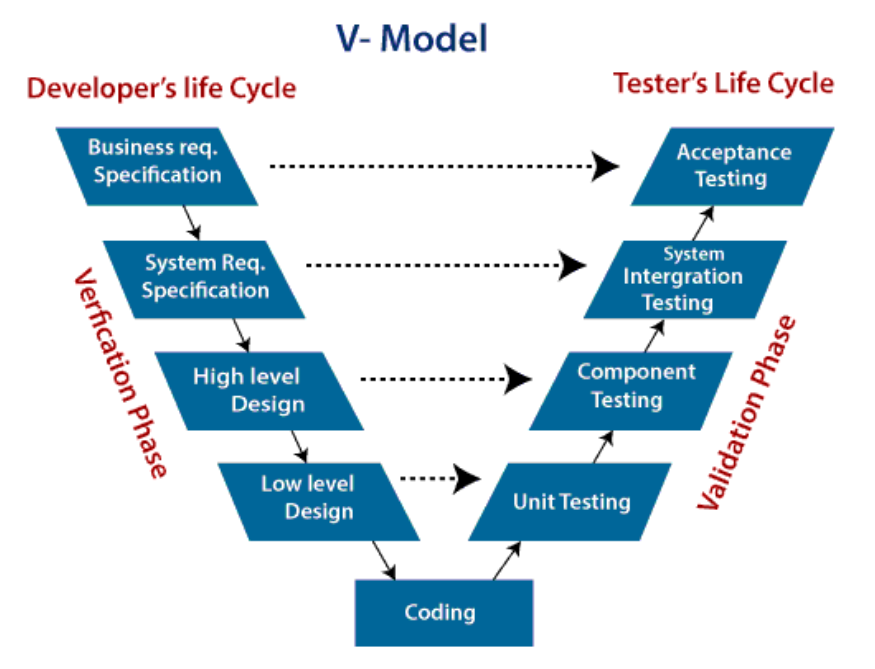 V- Model
Developer's life Cycle
Tester's Life Cycle
Business req.
Specification
Acceptance
Testing
System Req.
Specification
System
Intergration
Testing
Verfication Phase
High level
Design
Component
Testing
Validation Phase
Low level
Design
Unit Testing
Coding